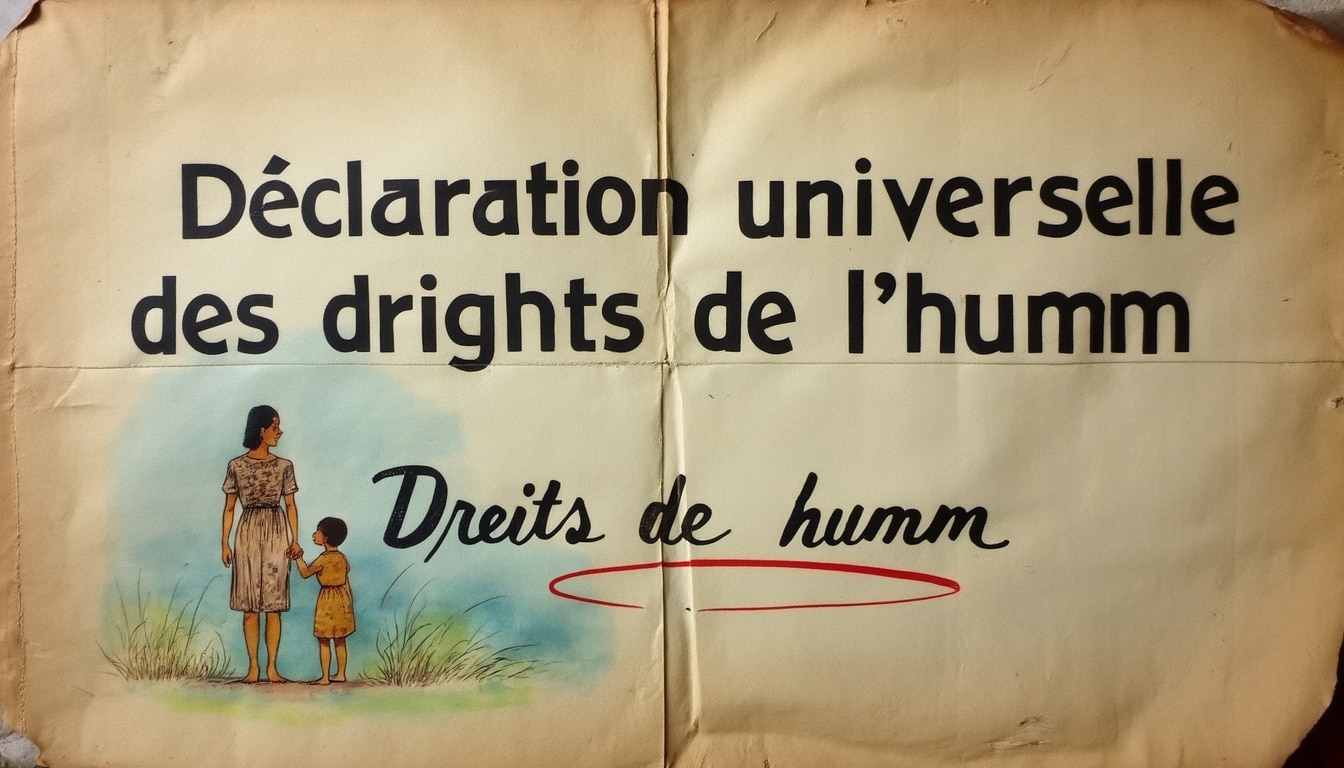 Déclaration universelle
des drights de l'humm
Dreits de humm